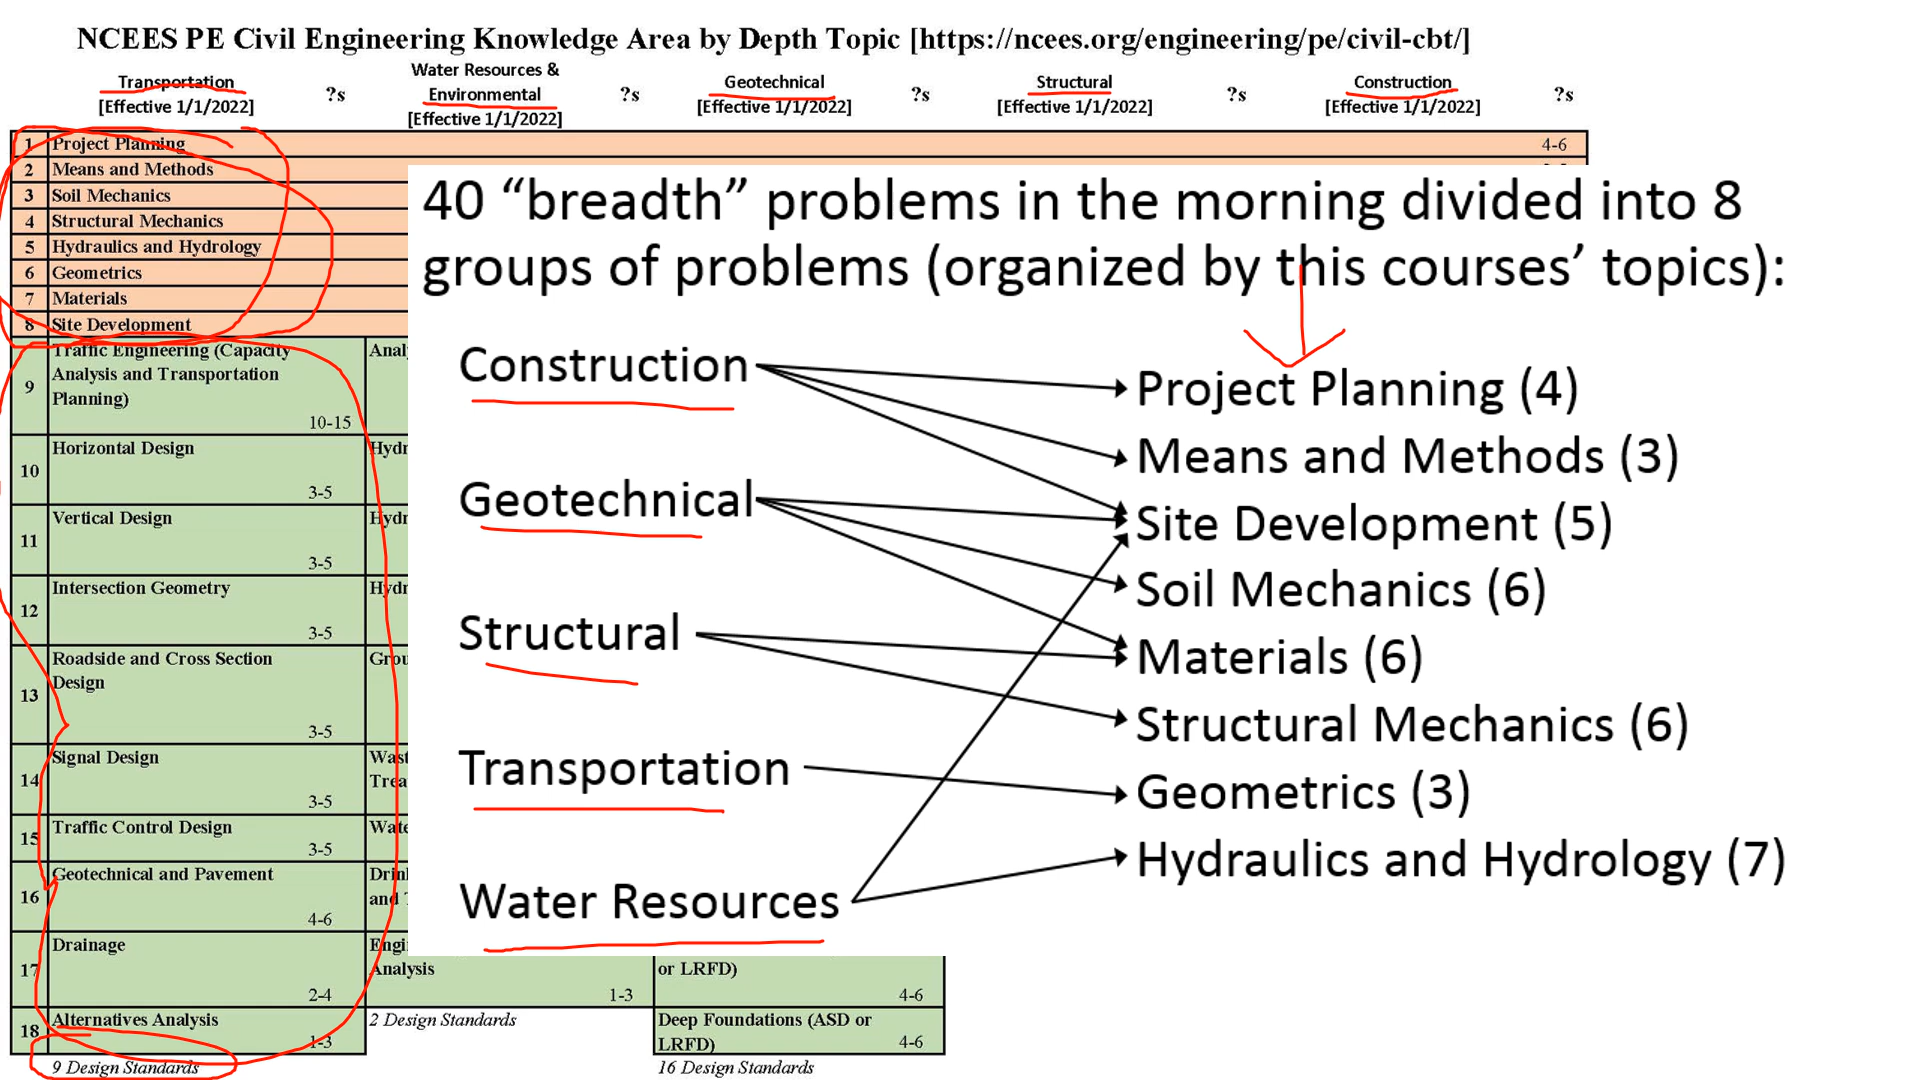 NCEES PE Civil Engineering Knowledge Area by Depth Topic [https://ncees.org/engineering/pe/civil-cbt/]
Transportation
[Effective 1/1/2022]
?s
Water Resources &
Environmental
[Effective 1/1/2022]
?s
Geotechnical
[Effective 1/1/2022]
?s
Structural
[Effective 1/1/2022]
?s
Construction
[Effective 1/1/2022]
?s
1 Project Planning 4-6
2 Means and Methods
3 Soil Mechanics
4 Structural Mechanics
5 Hydraulics and Hydrology
6 Geometrics
7 Materials
8 Site Development
9 Traffic Engineering (Capacity
Analysis and Transportation
Planning)
10-15
10 Horizontal Design
3-5
11 Vertical Design
3-5
12 Intersection Geometry
3-5
13 Roadside and Cross Section
Design
3-5
14 Signal Design
3-5
15 Traffic Control Design
3-5
16 Geotechnical and Pavement
4-6
17 Drainage
2-4
18 Alternatives Analysis
1-3
9 Design Standards
Analysis
1-3
2 Design Standards
or LRFD)
4-6
Deep Foundations (ASD or
LRFD) 4-6
16 Design Standards
40 “breadth” problems in the morning divided into 8
groups of problems (organized by this courses’ topics):
Construction
Geotechnical
Structural
Transportation
Water Resources
Project Planning (4)
Means and Methods (3)
Site Development (5)
Soil Mechanics (6)
Materials (6)
Structural Mechanics (6)
Geometrics (3)
Hydraulics and Hydrology (7)